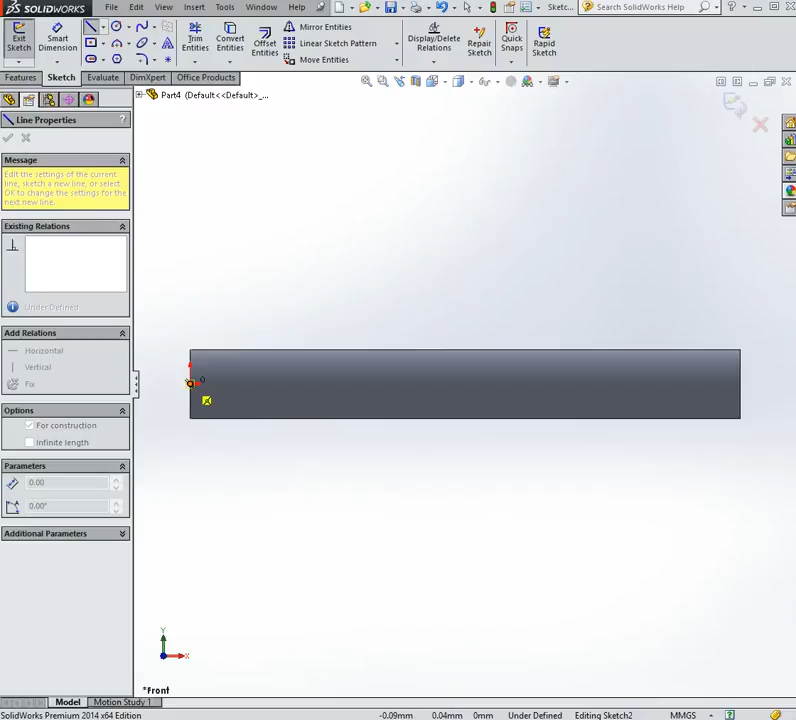 SOLIDWORKS File Edit View Insert Tools Window Help Sketc... Search SolidWorks Help
Exit Sketch
Smart Dimension
Trim Entities
Convert Entities
Offset Entities
Mirror Entities
Linear Sketch Pattern
Move Entities
Display/Delete Relations
Repair Sketch
Quick Snaps
Rapid Sketch
Features Sketch Evaluate DimXpert Office Products
Part4 (Default<<Default>_...
Line Properties ?
Message
Edit the settings of the current
line, sketch a new line, or select
OK to change the settings for the
next new line.
Existing Relations
Under Defined
Add Relations
Horizontal
Vertical
Fix
Options
For construction
Infinite length
Parameters
0.00
0.00°
Additional Parameters
Y
X
*Front
Model Motion Study 1
SolidWorks Premium 2014 x64 Edition -0.09mm 0.04mm 0mm Under Defined Editing Sketch2 MMGS ?